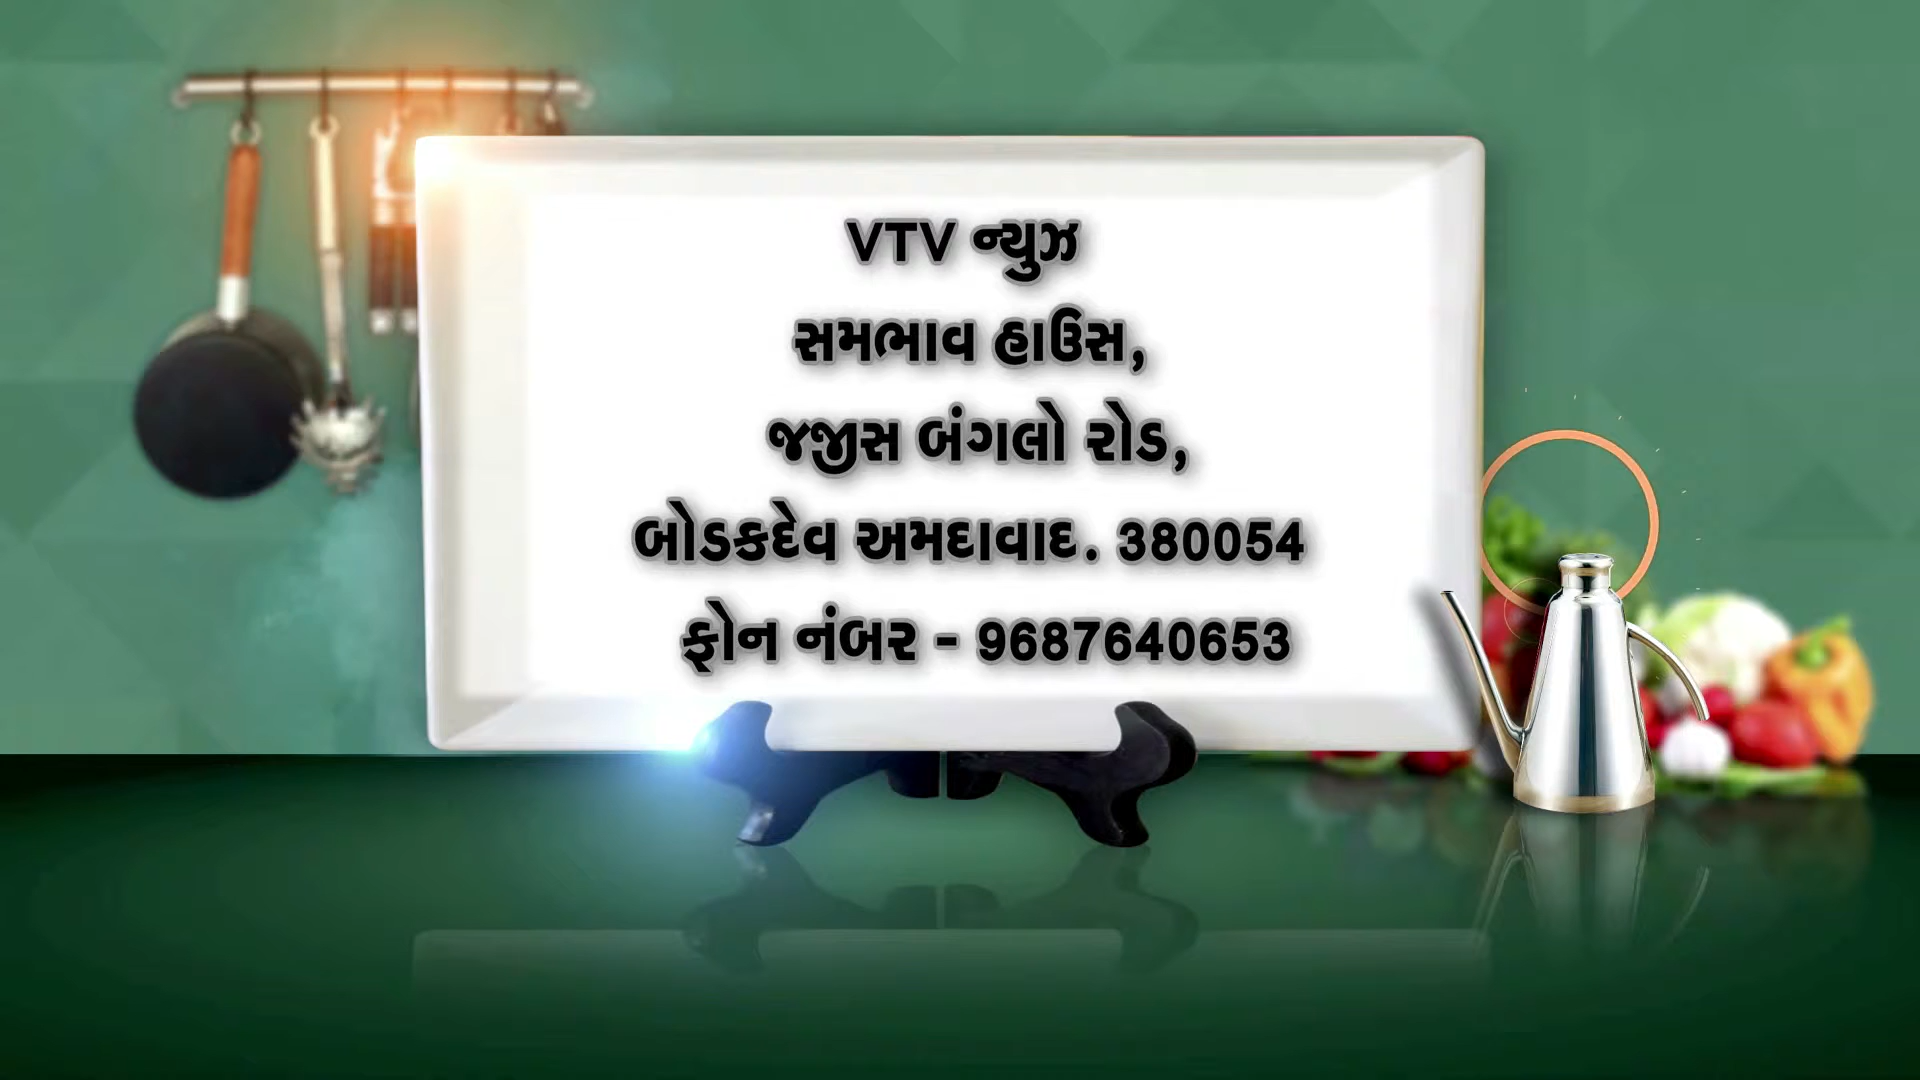 VTV ન્યુઝ
સમભાવ હાઉસ,
જજીસ બંગલો રોડ,
બોડકદેવ અમદાવાદ. 380054
ફોન નંબર - 9687640653